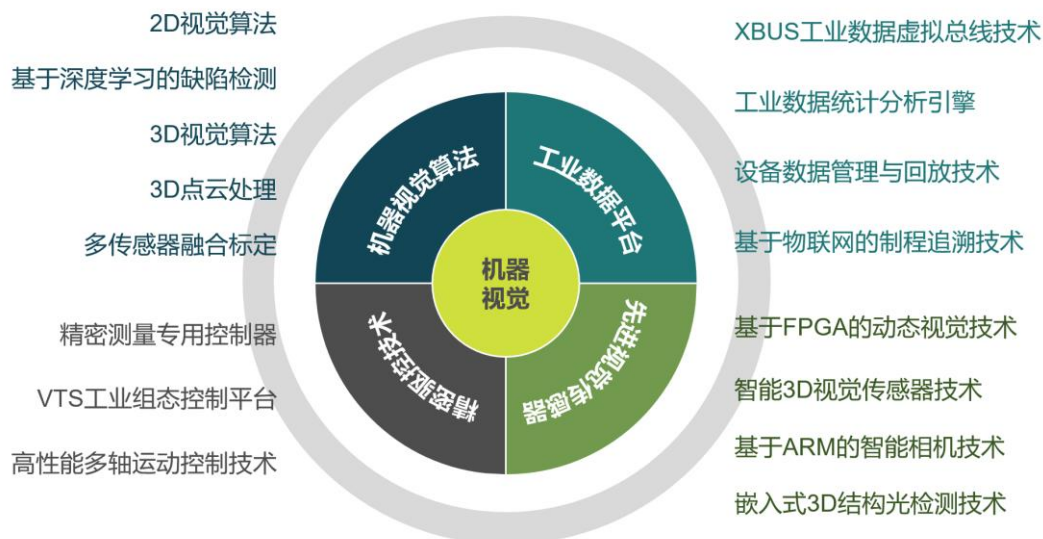 2D视觉算法
基于深度学习的缺陷检测
3D视觉算法
3D点云处理
多传感器融合标定
精密测量专用控制器
VTS工业组态控制平台
高性能多轴运动控制技术
机器视觉算法
工业数据平台
机器
视觉
精密驱控技术
先进视觉传感器
XBUS工业数据虚拟总线技术
工业数据统计分析引擎
设备数据管理与回放技术
基于物联网的制程追溯技术
基于FPGA的动态视觉技术
智能3D视觉传感器技术
基于ARM的智能相机技术
嵌入式3D结构光检测技术